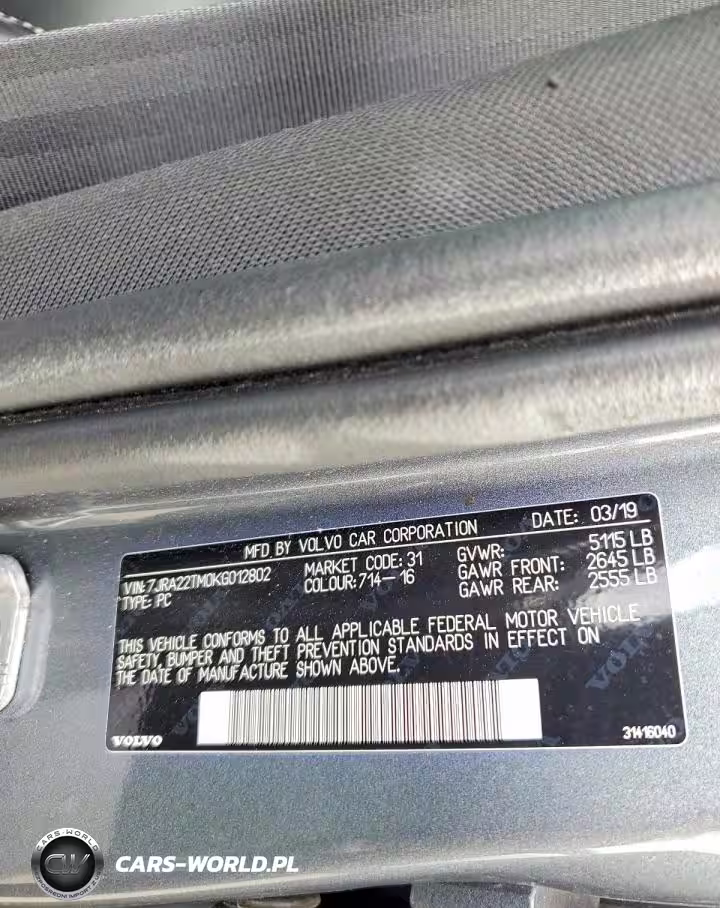 MFD BY VOLVO CAR CORPORATION DATE: 03/19
VIN: 7JRA22TM0KG012802 MARKET CODE: 31 GVWR: 5115 LB
TYPE: PC COLOUR: 714-16 GAWR FRONT: 2645 LB
GAWR REAR: 2555 LB
THIS VEHICLE CONFORMS TO ALL APPLICABLE FEDERAL MOTOR VEHICLE
SAFETY, BUMPER AND THEFT PREVENTION STANDARDS IN EFFECT ON
THE DATE OF MANUFACTURE SHOWN ABOVE.
VOLVO 31416040
CARS-WORLD
CW
CARS-WORLD.PL